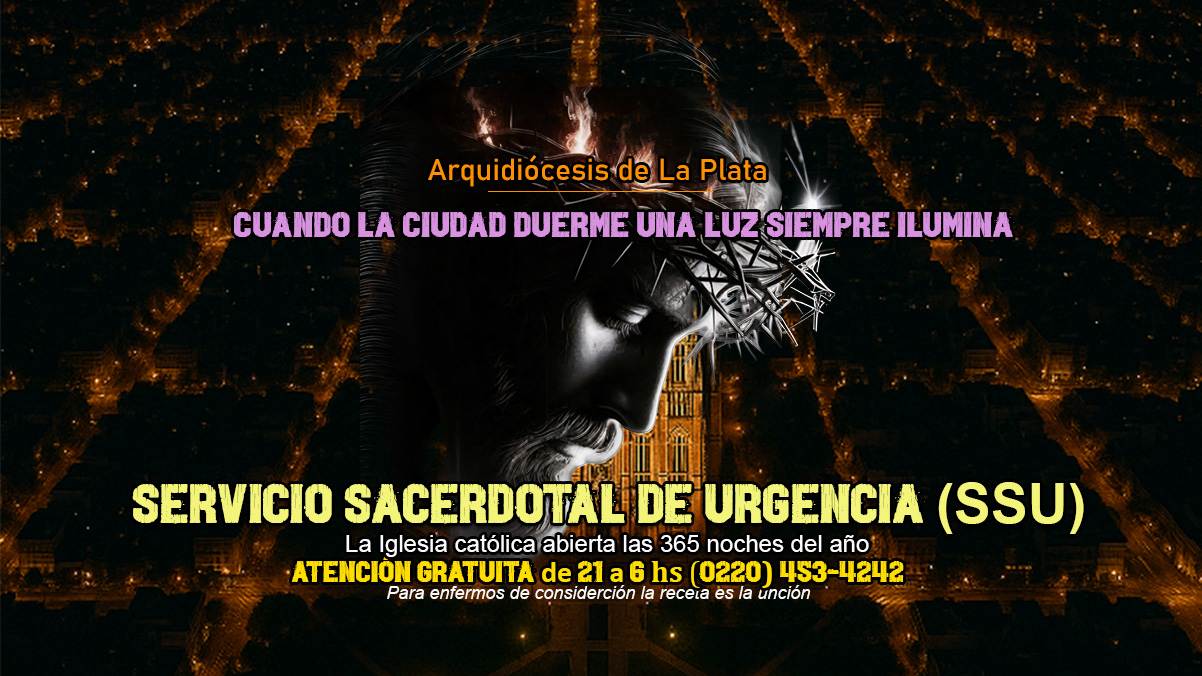 Arquidiócesis de La Plata
CUANDO LA CIUDAD DUERME UNA LUZ SIEMPRE ILUMINA
SERVICIO SACERDOTAL DE URGENCIA (SSU)
La Iglesia católica abierta las 365 noches del año
ATENCIÒN GRATUITA de 21 a 6 hs (0220) 453-4242
Para enfermos de considerción la receta es la unción